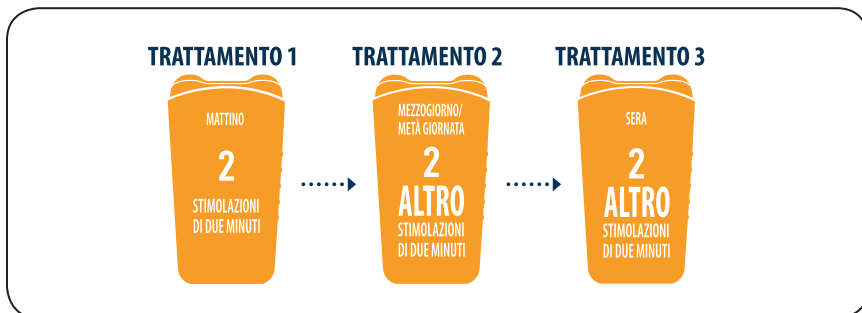 TRATTAMENTO 1
MATTINO
2
STIMOLAZIONI
DI DUE MINUTI
TRATTAMENTO 2
MEZZOGIORNO/
METÀ GIORNATA
2
ALTRO
STIMOLAZIONI
DI DUE MINUTI
TRATTAMENTO 3
SERA
2
ALTRO
STIMOLAZIONI
DI DUE MINUTI